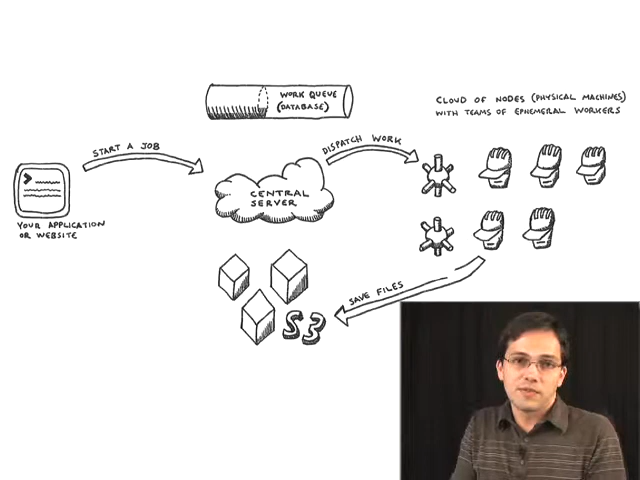 WORK QUEUE
(DATABASE)
CLOUD OF NODES (PHYSICAL MACHINES)
WITH TEAMS OF EPHEMERAL WORKERS
START A JOB
DISPATCH WORK
CENTRAL
SERVER
YOUR APPLICATION
OR WEBSITE
SAVE FILES
S3